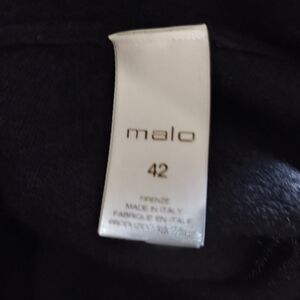 malo
42
FIRENZE
MADE IN ITALY
FABRIQUE EN ITALIE